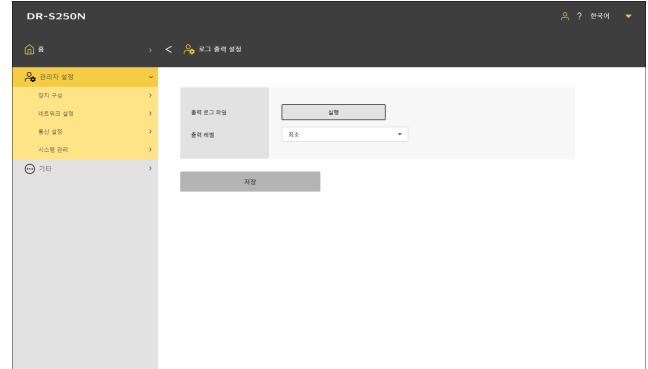 DR-S250N
? 한국어
홈
로그 출력 설정
관리자 설정
장치 구성
네트워크 설정
통신 설정
시스템 관리
기타
출력 로그 파일
실행
출력 레벨
최소
저장